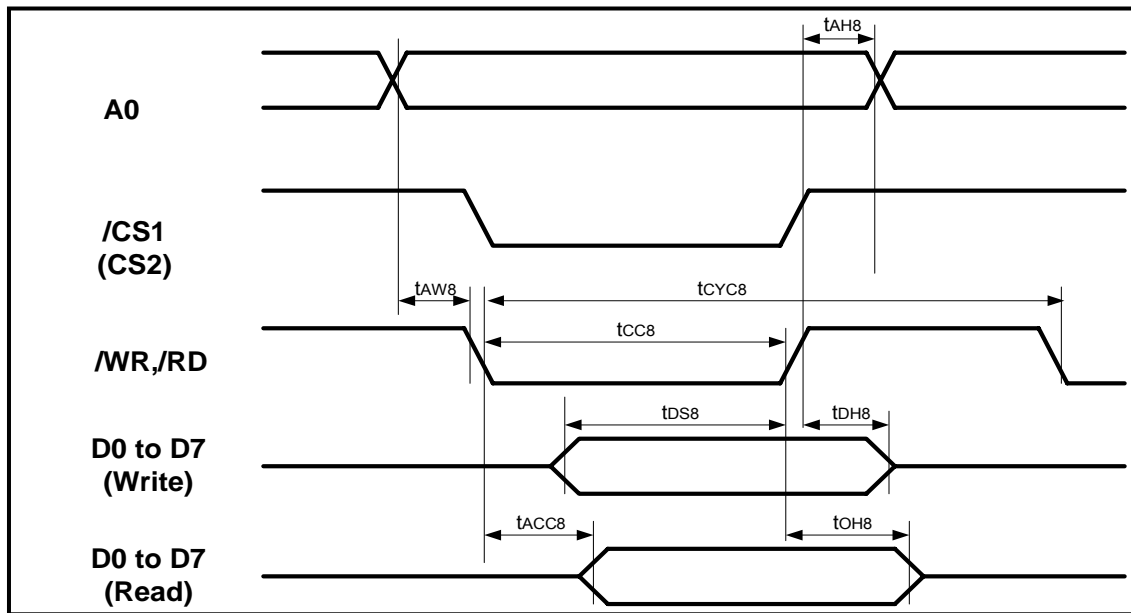 tAH8
A0
/CS1
(CS2)
tAW8
tCYC8
tCC8
/WR,/RD
tDS8
tDH8
D0 to D7
(Write)
tACC8
tOH8
D0 to D7
(Read)